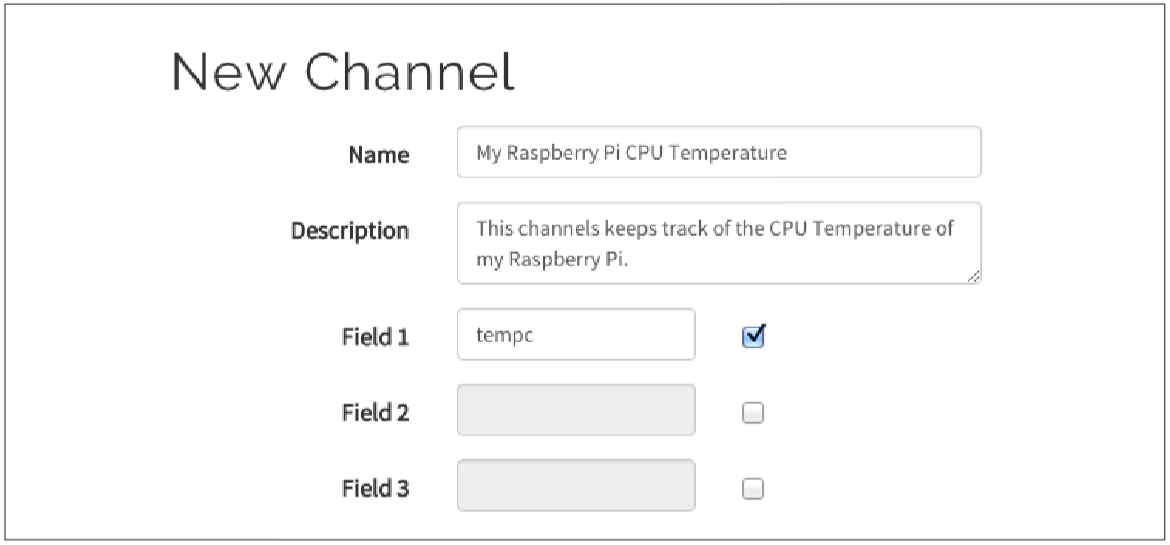 New Channel
Name
My Raspberry Pi CPU Temperature
Description
This channels keeps track of the CPU Temperature of
my Raspberry Pi.
Field 1
tempc
Field 2
Field 3